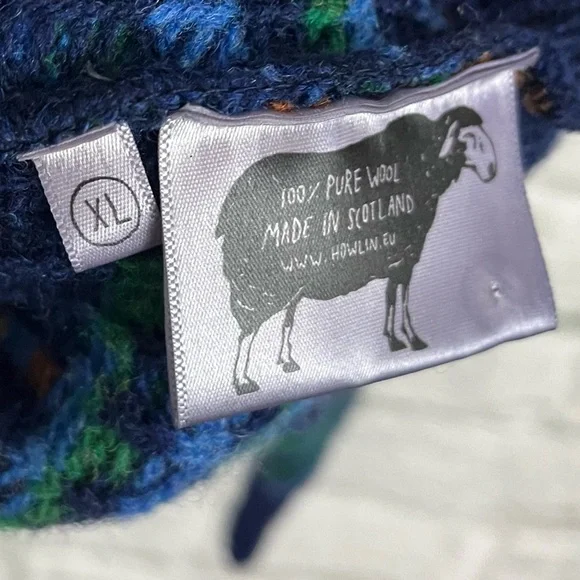 XL
100% PURE WOOL
MADE IN SCOTLAND
WWW.HOWLIN.EU